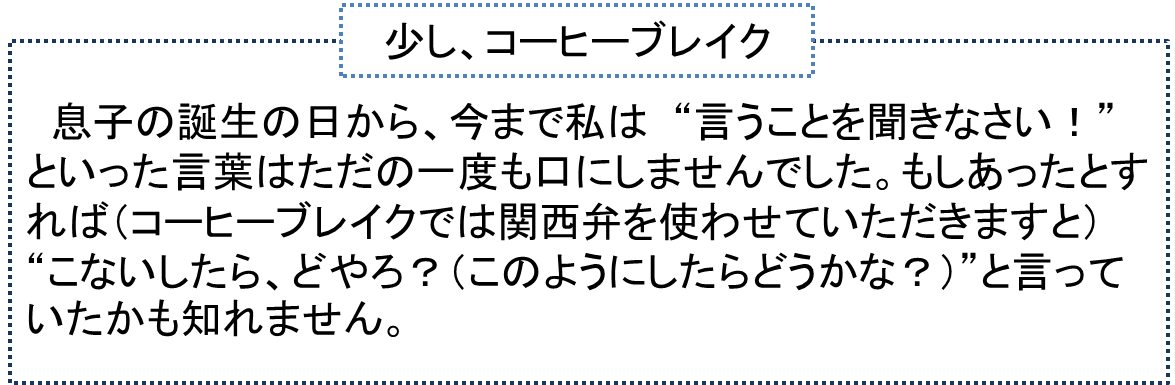 少し、コーヒーブレイク
息子の誕生の日から、今まで私は “言うことを聞きなさい！”
といった言葉はただの一度も口にしませんでした。もしあったとす
れば（コーヒーブレイクでは関西弁を使わせていただきますと）
“こないしたら、どやろ？（このようにしたらどうかな？）”と言って
いたかも知れません。